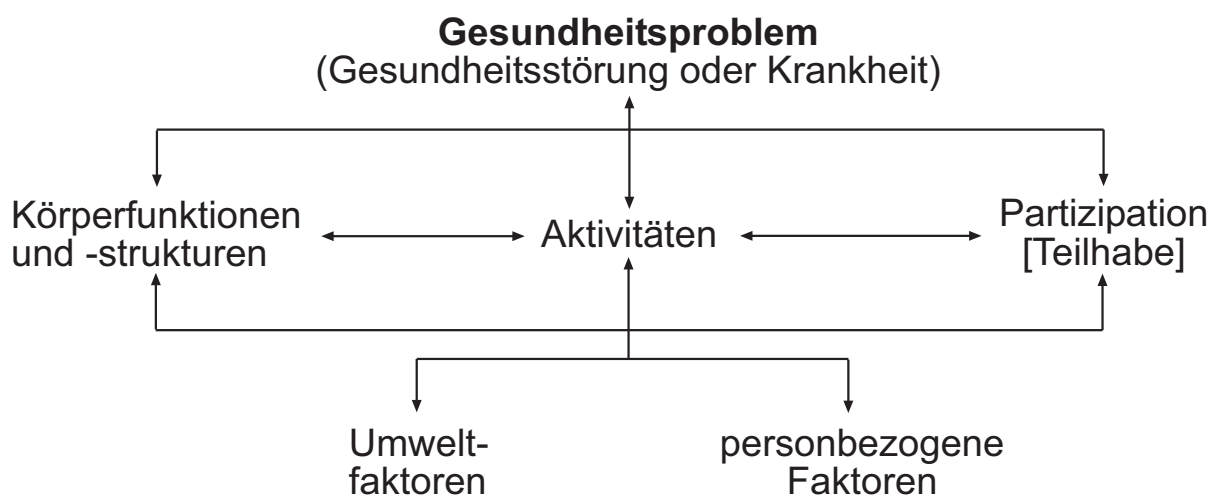 Gesundheitsproblem
(Gesundheitsstörung oder Krankheit)
Körperfunktionen
und -strukturen
Aktivitäten
Partizipation
[Teilhabe]
Umwelt-
faktoren
personbezogene
Faktoren